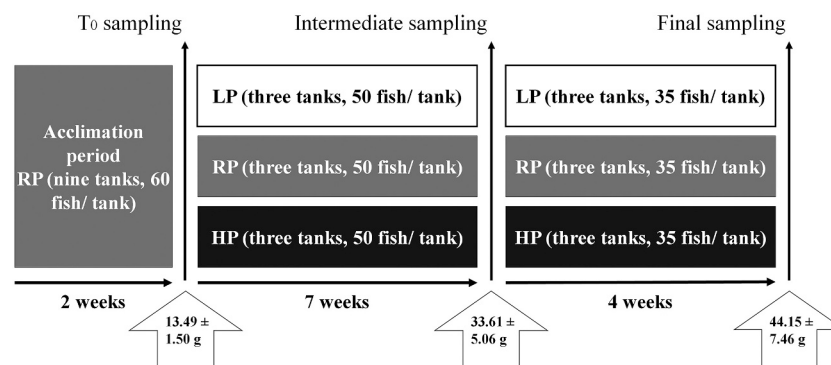 T0 sampling
Intermediate sampling
Final sampling
Acclimation
period
RP (nine tanks, 60
fish/ tank)
LP (three tanks, 50 fish/ tank)
RP (three tanks, 50 fish/ tank)
HP (three tanks, 50 fish/ tank)
LP (three tanks, 35 fish/ tank)
RP (three tanks, 35 fish/ tank)
HP (three tanks, 35 fish/ tank)
2 weeks
7 weeks
4 weeks
13.49 ±
1.50 g
33.61 ±
5.06 g
44.15 ±
7.46 g